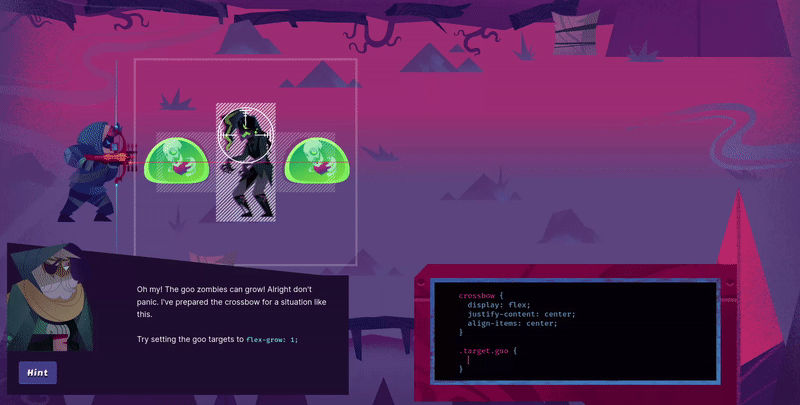 Oh my! The goo zombies can grow! Alright don't
panic. I've prepared the crossbow for a situation like
this.
Try setting the goo targets to flex-grow: 1;
Hint
crossbow {
display: flex;
justify-content: center;
align-items: center;
}
.target.goo {
}